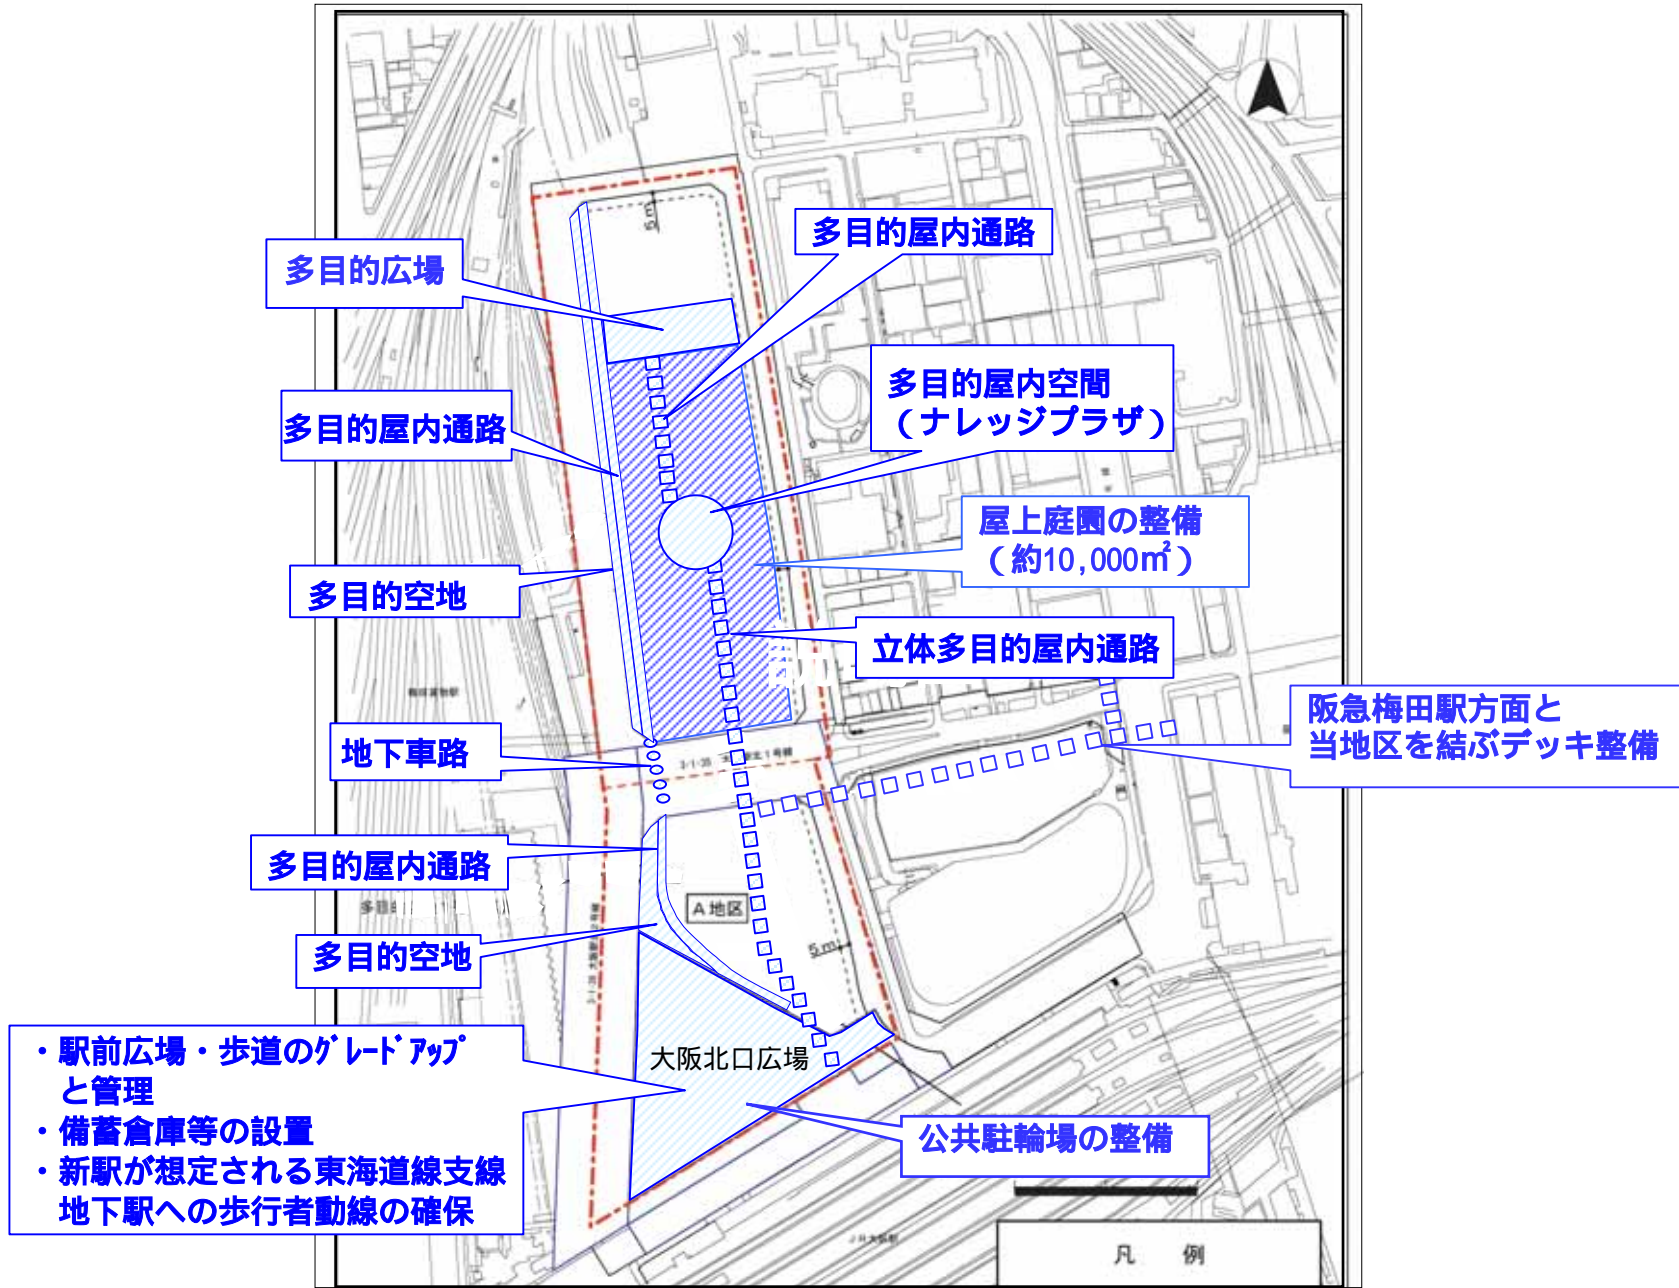 5m
多目的屋内通路
多目的広場
多目的屋内空間
（ナレッジプラザ）
多目的屋内通路
屋上庭園の整備
（約10,000㎡）
多目的空地
立体多目的屋内通路
阪急梅田駅方面と
当地区を結ぶデッキ整備
地下車路
多目的屋内通路
A地区
多目
多目的空地
5m
・駅前広場・歩道のグレードアップ
と管理
・備蓄倉庫等の設置
・新駅が想定される東海道線支線
地下駅への歩行者動線の確保
大阪北口広場
公共駐輪場の整備
JR大阪駅
凡 例